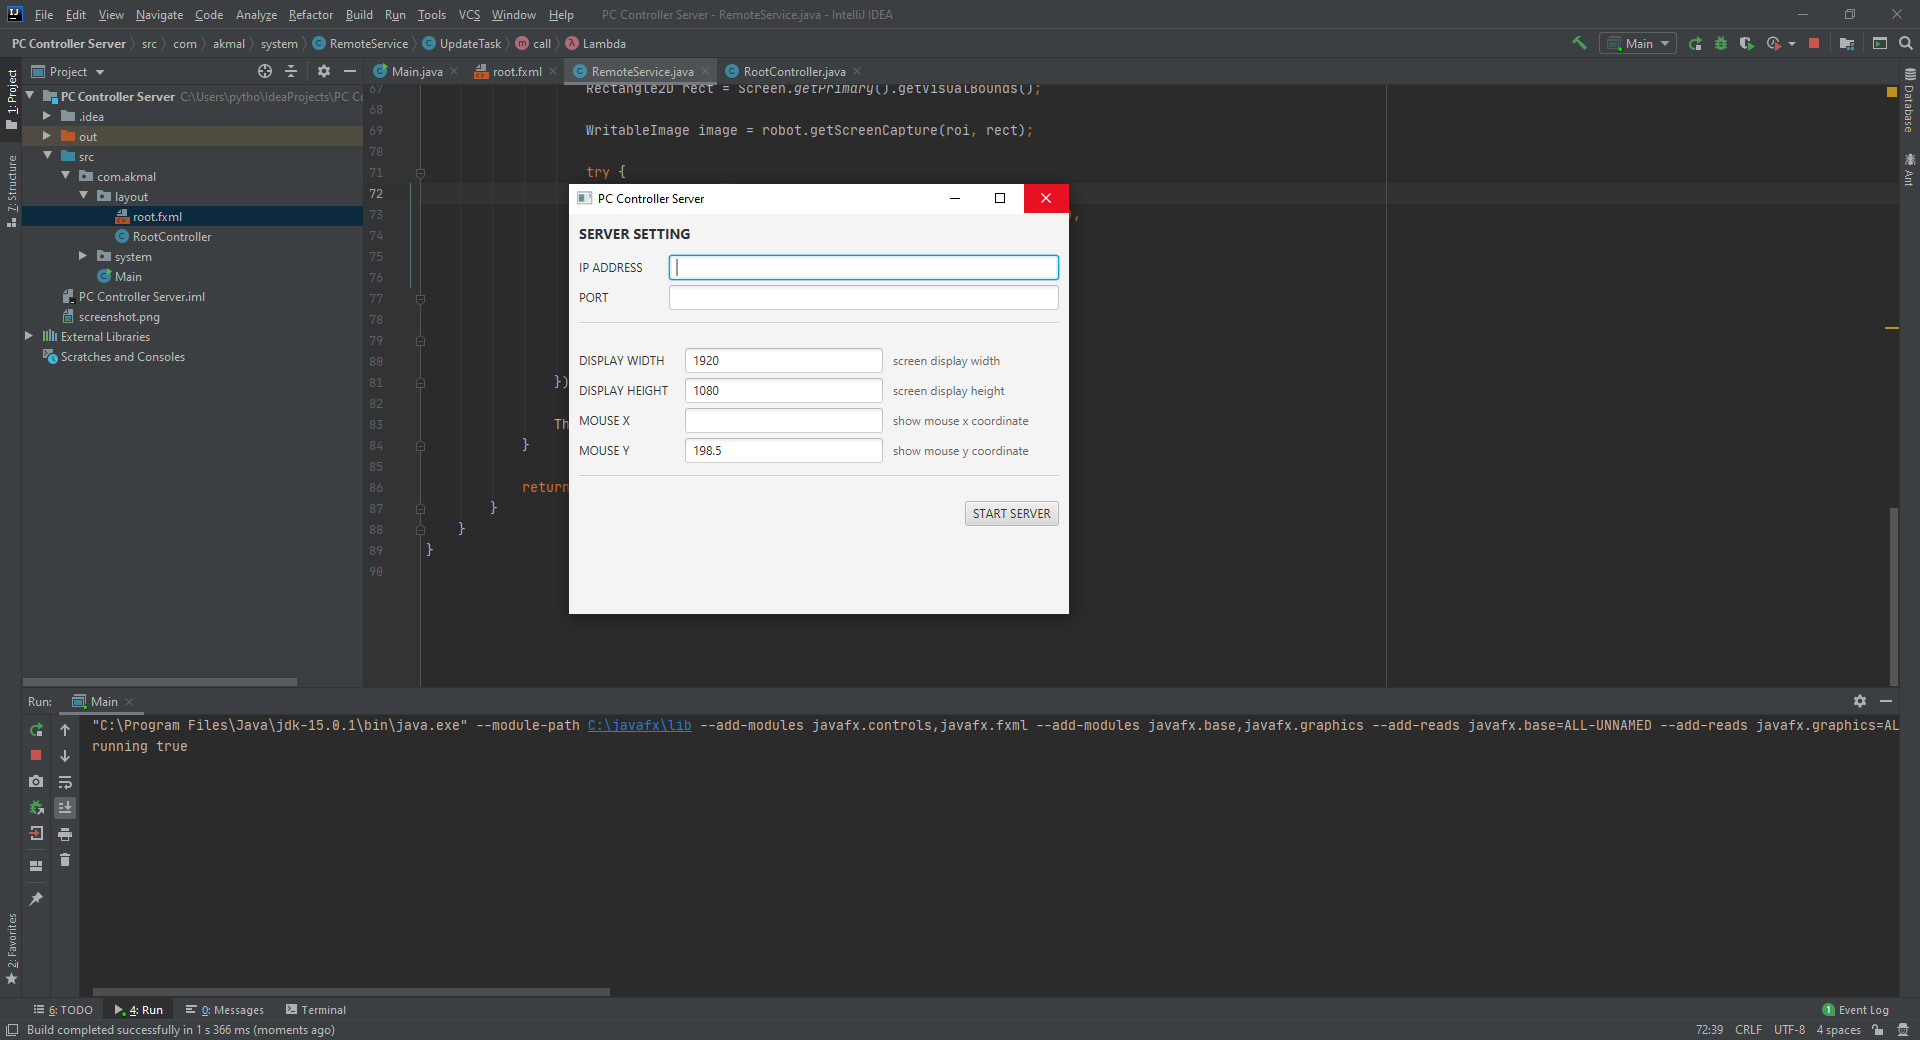 File Edit View Navigate Code Analyze Refactor Build Run Tools VCS Window Help PC Controller Server - RemoteService.java - IntelliJ IDEA
PC Controller Server src com akmal system RemoteService UpdateTask call Lambda Main
Project
Main.java root.fxml RemoteService.java RootController.java
1: Project
7: Structure
2: Favorites
Database
Ant
PC Controller Server C:\Users\pytho\IdeaProjects\PC Co
.idea
out
src
com.akmal
layout
root.fxml
RootController
system
Main
PC Controller Server.iml
screenshot.png
External Libraries
Scratches and Consoles
67 Rectangle2D rect = Screen.getPrimary().getVisualBounds();
68
69 WritableImage image = robot.getScreenCapture(roi, rect);
70
71 try {
72
73 ,
74
75
76
77
78
79
80
81 })
82
83 Th
84 }
85
86 return
87 }
88 }
89 }
90
PC Controller Server
SERVER SETTING
IP ADDRESS
PORT
DISPLAY WIDTH 1920 screen display width
DISPLAY HEIGHT 1080 screen display height
MOUSE X show mouse x coordinate
MOUSE Y 198.5 show mouse y coordinate
START SERVER
Run: Main
"C:\Program Files\Java\jdk-15.0.1\bin\java.exe" --module-path C:\javafx\lib --add-modules javafx.controls,javafx.fxml --add-modules javafx.base,javafx.graphics --add-reads javafx.base=ALL-UNNAMED --add-reads javafx.graphics=AL
running true
6: TODO 4: Run 0: Messages Terminal 1 Event Log
Build completed successfully in 1 s 366 ms (moments ago) 72:39 CRLF UTF-8 4 spaces